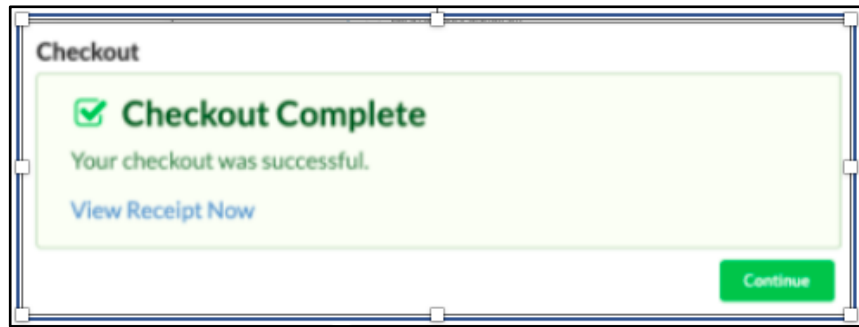 Checkout
Checkout Complete
Your checkout was successful.
View Receipt Now
Continue